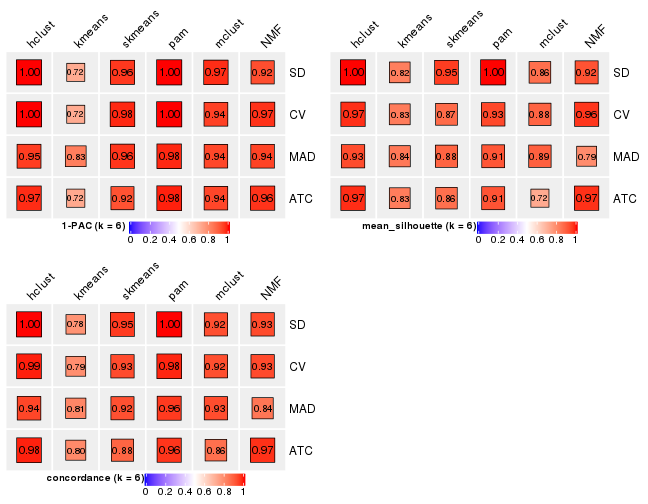 hclust kmeans skmeans pam mclust NMF
1.00 0.72 0.96 1.00 0.97 0.92 SD
1.00 0.72 0.98 1.00 0.94 0.97 CV
0.95 0.83 0.96 0.98 0.94 0.94 MAD
0.97 0.72 0.92 0.98 0.94 0.96 ATC
1-PAC (k = 6)
0 0.2 0.4 0.6 0.8 1
hclust kmeans skmeans pam mclust NMF
1.00 0.82 0.95 1.00 0.86 0.92 SD
0.97 0.83 0.87 0.93 0.88 0.96 CV
0.93 0.84 0.88 0.91 0.89 0.79 MAD
0.97 0.83 0.86 0.91 0.72 0.97 ATC
mean_silhouette (k = 6)
0 0.2 0.4 0.6 0.8 1
hclust kmeans skmeans pam mclust NMF
1.00 0.78 0.95 1.00 0.92 0.93 SD
0.99 0.79 0.93 0.98 0.92 0.93 CV
0.94 0.81 0.92 0.96 0.93 0.84 MAD
0.98 0.80 0.88 0.96 0.86 0.97 ATC
concordance (k = 6)
0 0.2 0.4 0.6 0.8 1